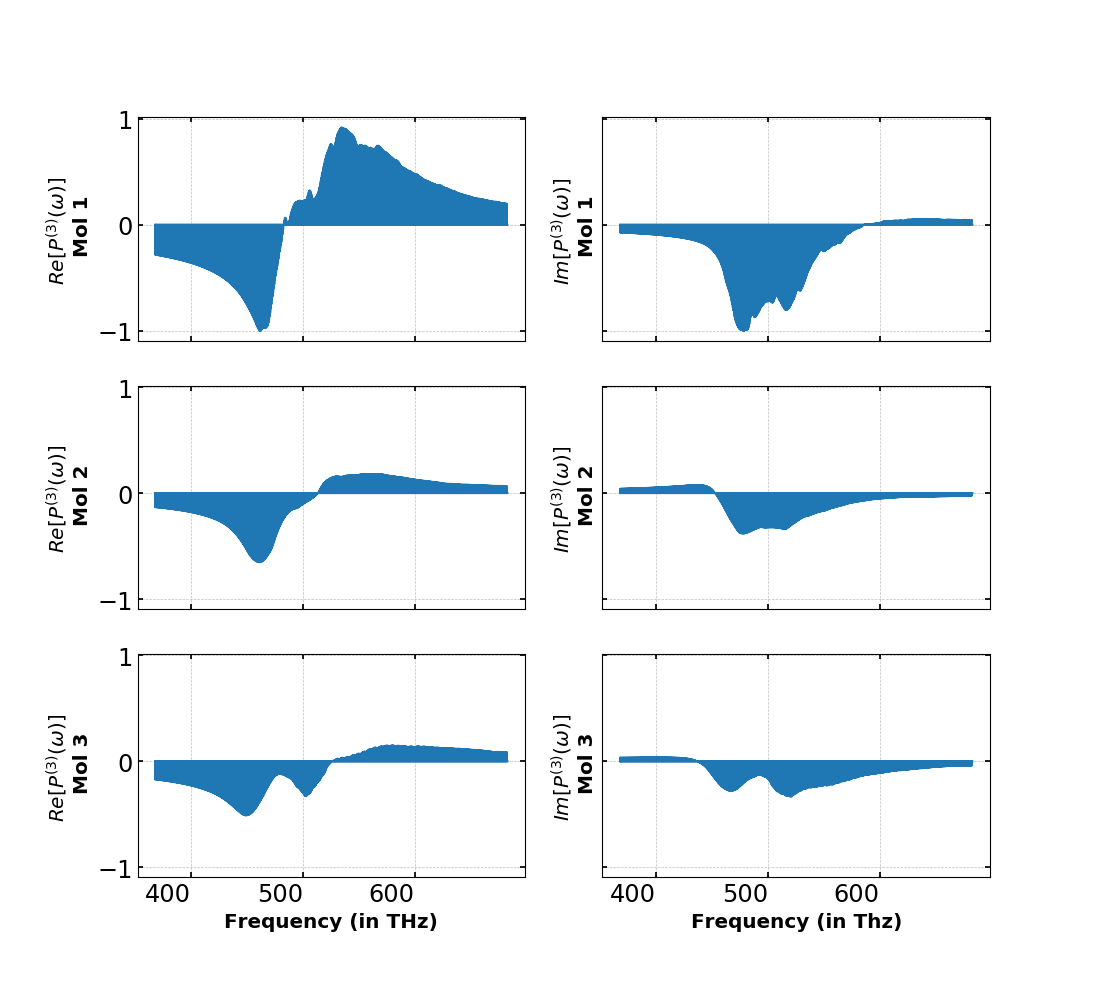 1
0
−1
Re[P^(3)(ω)]
Mol 1
Im[P^(3)(ω)]
Mol 1
1
0
−1
Re[P^(3)(ω)]
Mol 2
Im[P^(3)(ω)]
Mol 2
1
0
−1
Re[P^(3)(ω)]
Mol 3
Im[P^(3)(ω)]
Mol 3
400 500 600
400 500 600
Frequency (in THz)
Frequency (in Thz)